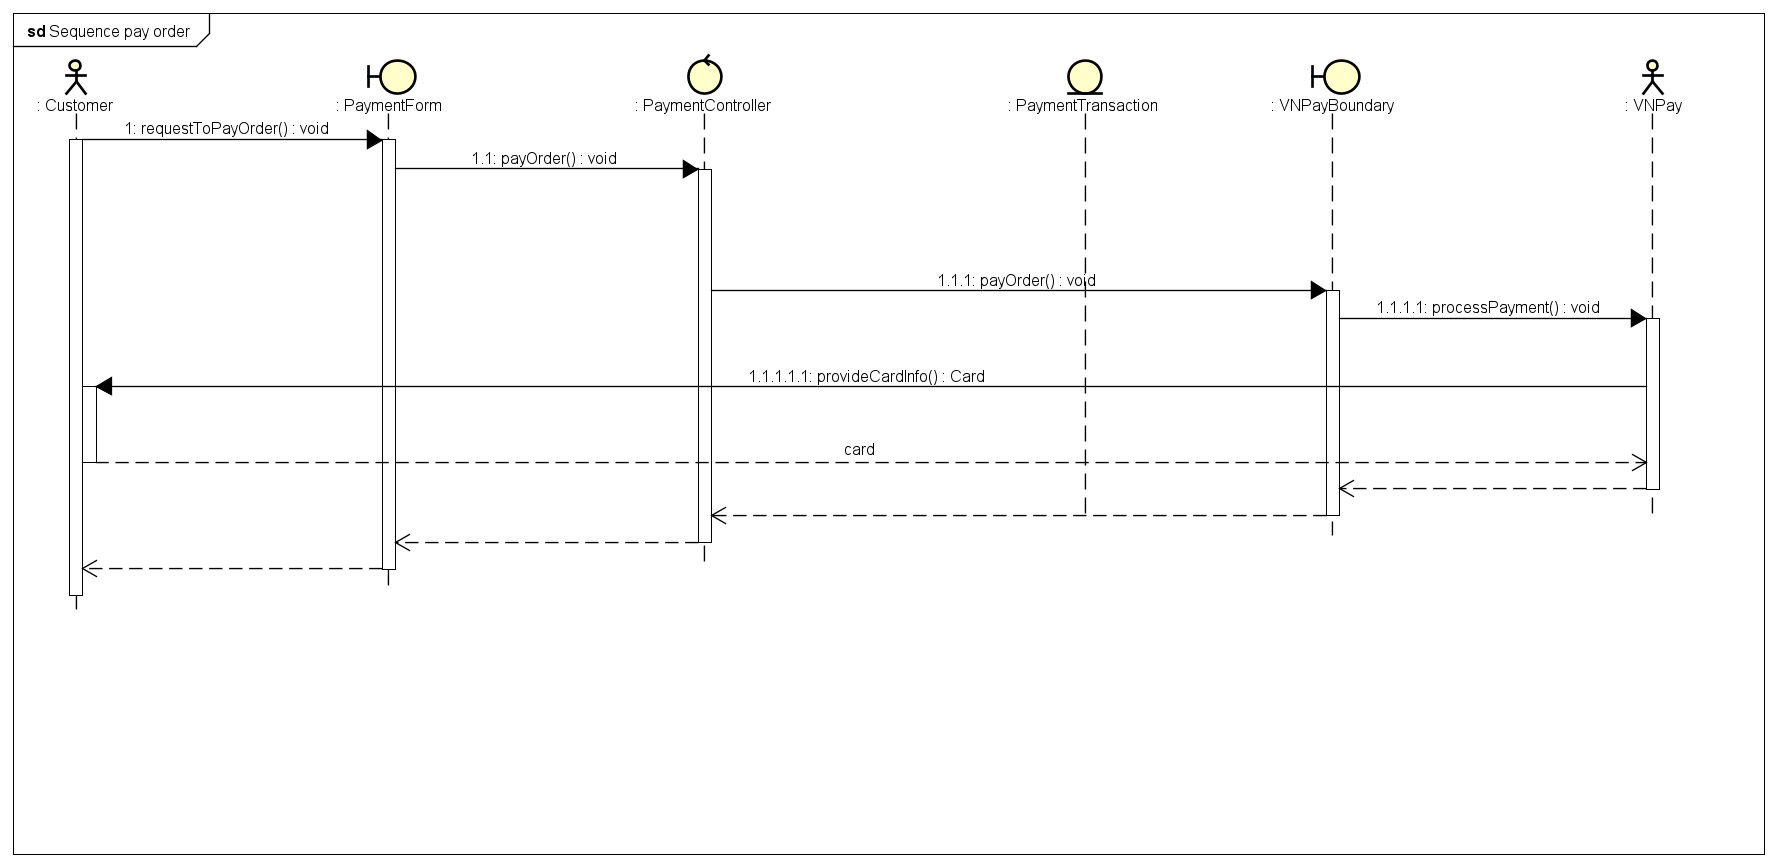 sd Sequence pay order
: Customer
: PaymentForm
: PaymentController
: PaymentTransaction
: VNPayBoundary
: VNPay
1: requestToPayOrder() : void
1.1: payOrder() : void
1.1.1: payOrder() : void
1.1.1.1: processPayment() : void
1.1.1.1.1: provideCardInfo() : Card
card